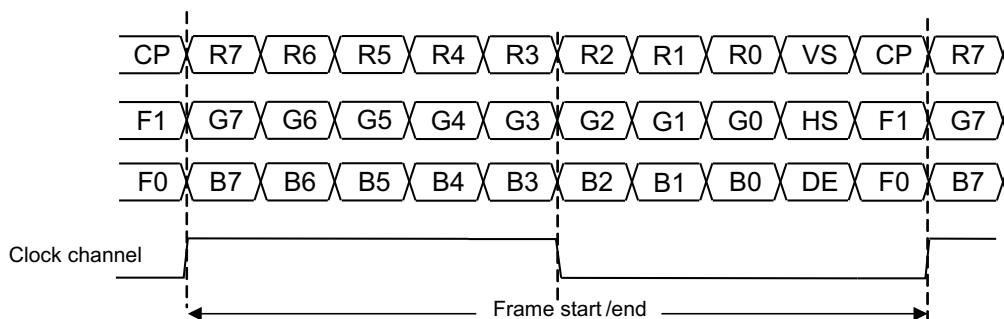 CP R7 R6 R5 R4 R3 R2 R1 R0 VS CP R7
F1 G7 G6 G5 G4 G3 G2 G1 G0 HS F1 G7
F0 B7 B6 B5 B4 B3 B2 B1 B0 DE F0 B7
Clock channel
Frame start/end